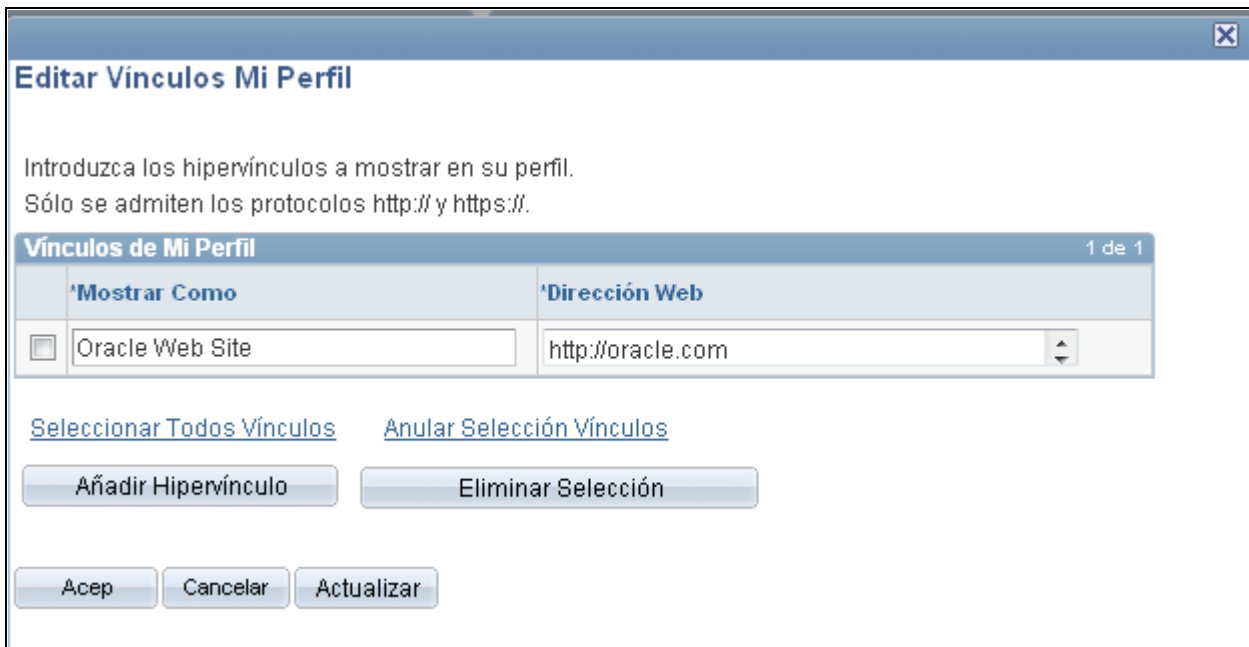 Editar Vínculos Mi Perfil
Introduzca los hipervínculos a mostrar en su perfil.
Sólo se admiten los protocolos http:// y https://.
Vínculos de Mi Perfil 1 de 1
*Mostrar Como *Dirección Web
Oracle Web Site http://oracle.com
Seleccionar Todos Vínculos Anular Selección Vínculos
Añadir Hipervínculo Eliminar Selección
Acep Cancelar Actualizar